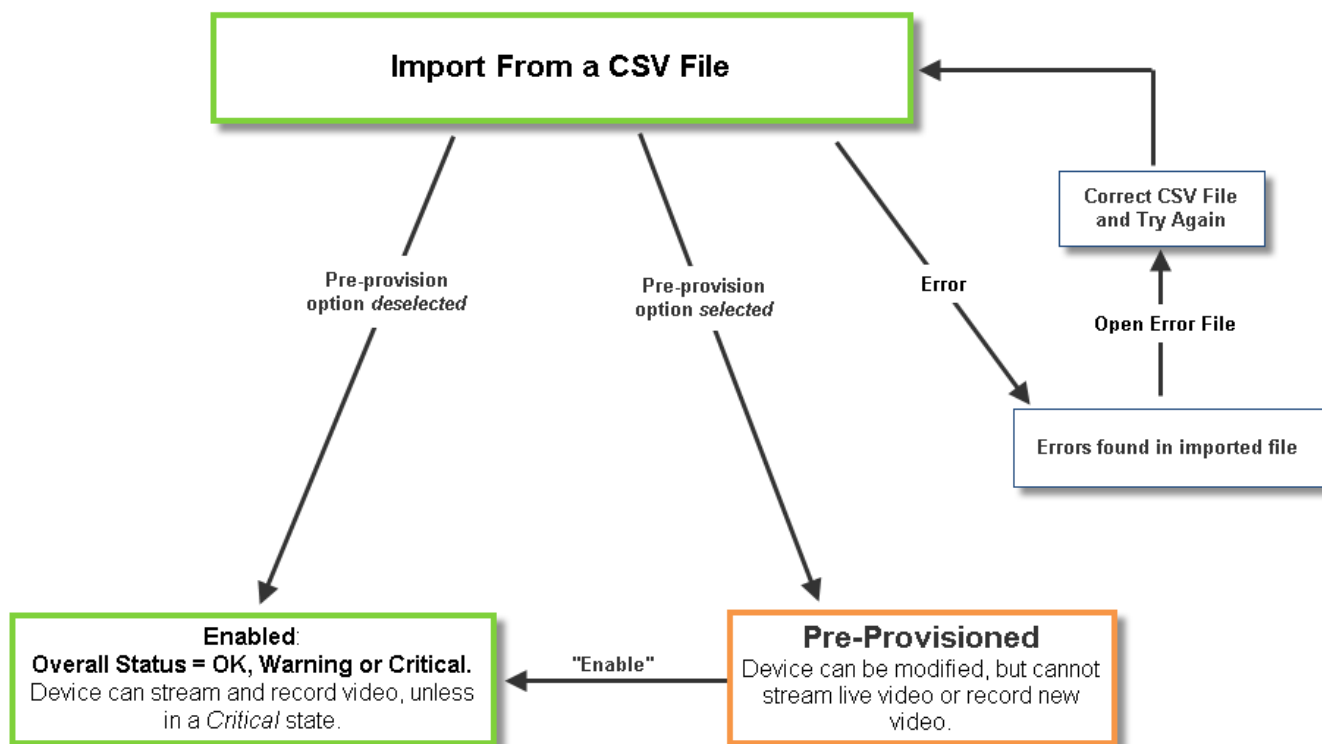 Import From a CSV File
Correct CSV File
and Try Again
Pre-provision
option deselected
Pre-provision
option selected
Error
Open Error File
Errors found in imported file
Enabled:
Overall Status = OK, Warning or Critical.
Device can stream and record video, unless
in a Critical state.
"Enable"
Pre-Provisioned
Device can be modified, but cannot
stream live video or record new
video.